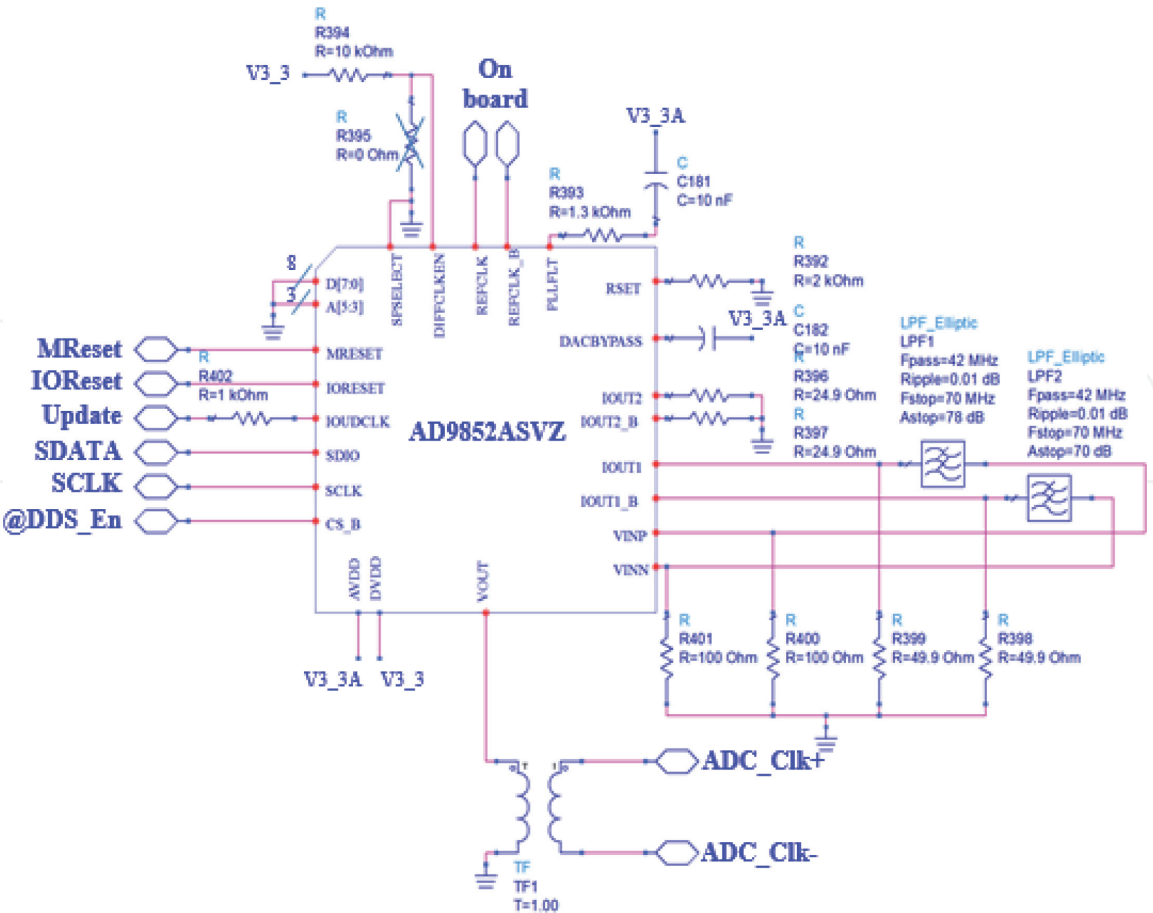 R
R394
R=10 kOhm
V3_3
On
board
R
R395
R=0 Ohm
V3_3A
C
C181
C=10 nF
R
R393
R=1.3 kOhm
8
D[7:0]
3
A[5:3]
SPSELECT
DIFFCLKEN
REFCLK
REFCLK_B
PLLFLT
RSET
R
R392
R=2 kOhm
V3_3A
DACBYPASS
C
C182
C=10 nF
R
R396
R=24.9 Ohm
R
R397
R=24.9 Ohm
LPF_Elliptic
LPF1
Fpass=42 MHz
Ripple=0.01 dB
Fstop=70 MHz
Astop=78 dB
LPF_Elliptic
LPF2
Fpass=42 MHz
Ripple=0.01 dB
Fstop=70 MHz
Astop=70 dB
MReset
MRESET
IOReset
R
R402
R=1 kOhm
IORESET
Update
IOUDCLK
SDATA
SDIO
SCLK
SCLK
@DDS_En
CS_B
AD9852ASVZ
IOUT2
IOUT2_B
IOUT1
IOUT1_B
VINP
VINN
AVDD
DVDD
VOUT
V3_3A
V3_3
R
R401
R=100 Ohm
R
R400
R=100 Ohm
R
R399
R=49.9 Ohm
R
R398
R=49.9 Ohm
T
1
ADC_Clk+
ADC_Clk-
TF
TF1
T=1.00